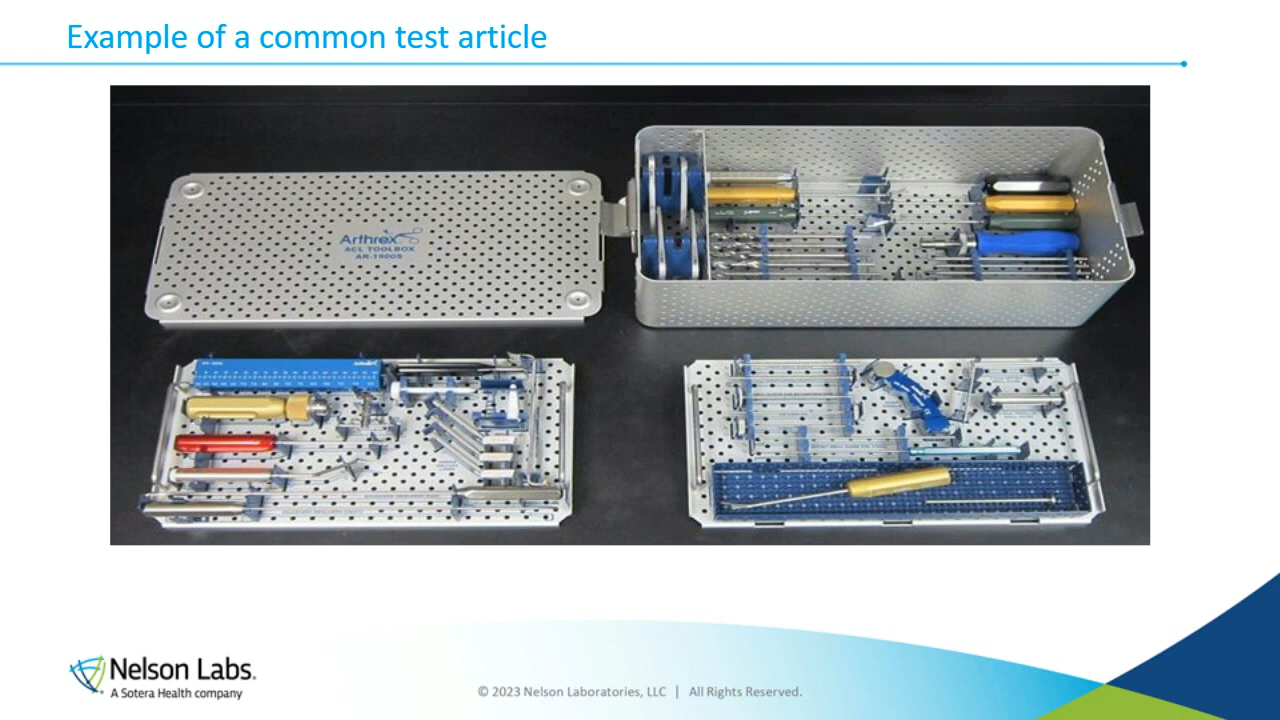 Example of a common test article
Arthrex
ACL TOOLBOX
AR-1900S
Nelson Labs.
A Sotera Health company
© 2023 Nelson Laboratories, LLC | All Rights Reserved.